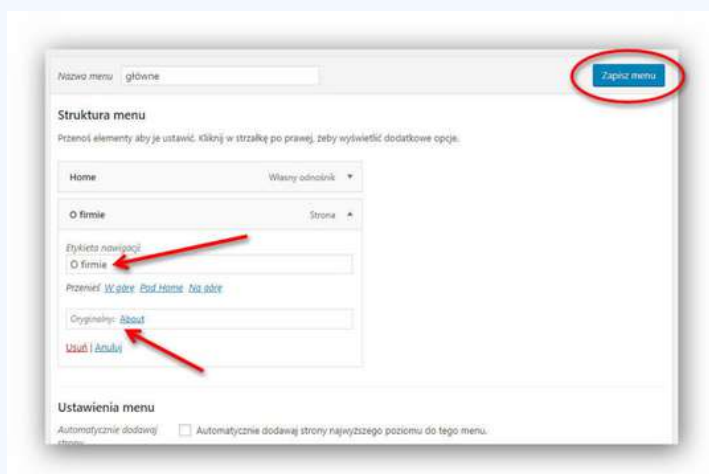 Nazwa menu główne Zapisz menu
Struktura menu
Przenoś elementy aby je ustawić. Kliknij w strzałkę po prawej, żeby wyświetlić dodatkowe opcje.
Home Własny odnośnik
O firmie Strona
Etykieta nawigacji
O firmie
Przenieś W górę Pod Home Na górę
Oryginalny: About
Usuń | Anuluj
Ustawienia menu
Automatycznie dodawaj Automatycznie dodawaj strony najwyższego poziomu do tego menu.
strony